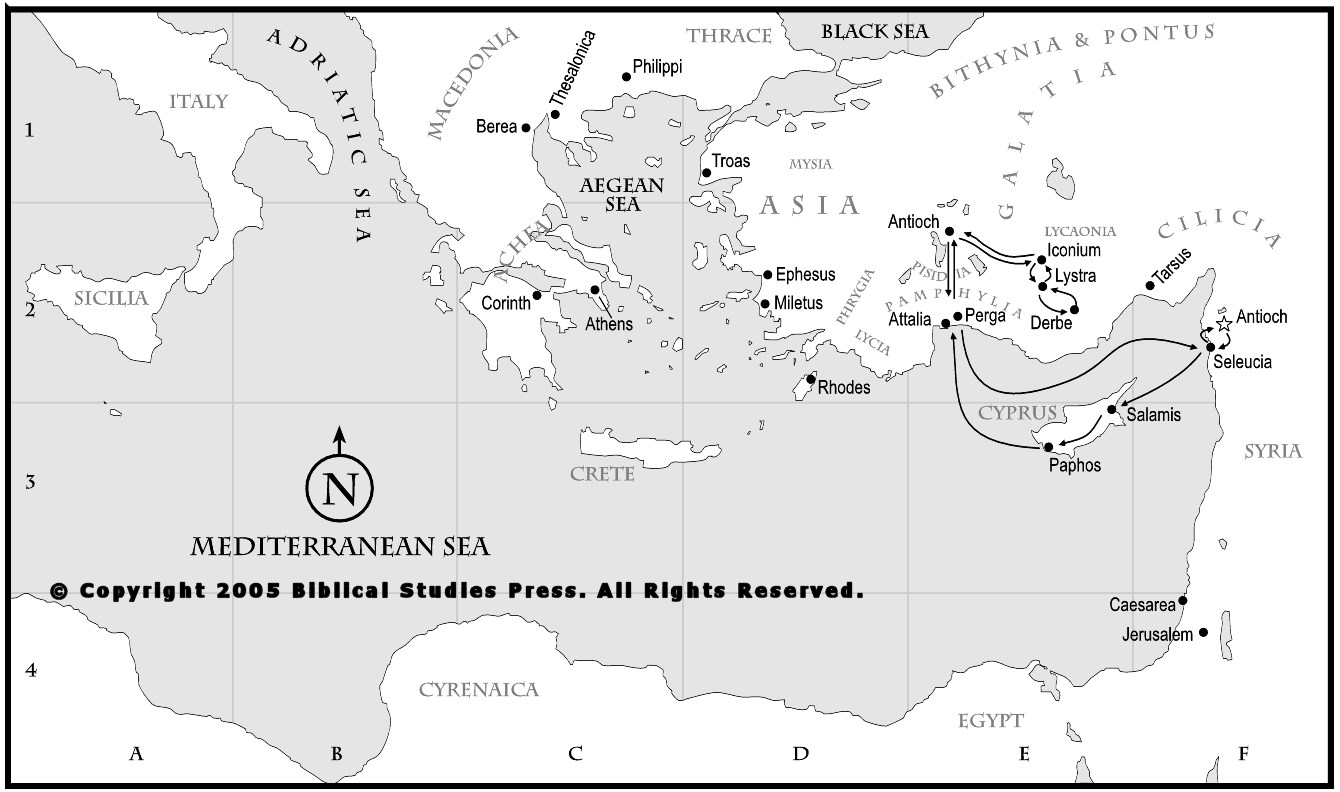 BLACK SEA
THRACE
BITHYNIA & PONTUS
ADRIATIC SEA
MACEDONIA
Thesalonica
Philippi
GALATIA
ITALY
1
Berea
Troas
MYSIA
AEGEAN
SEA
ASIA
Antioch
LYCAONIA
CILICIA
ACHEA
Iconium
Tarsus
PISIDIA
Lystra
Ephesus
PHRYGIA
SICILIA
2
Corinth
Miletus
PAMPHYLIA
Attalia
Perga
Derbe
Antioch
Athens
LYCIA
Seleucia
Rhodes
CYPRUS
Salamis
SYRIA
Paphos
CRETE
3
N
MEDITERRANEAN SEA
© Copyright 2005 Biblical Studies Press. All Rights Reserved.
Caesarea
Jerusalem
4
CYRENAICA
EGYPT
A
B
C
D
E
F